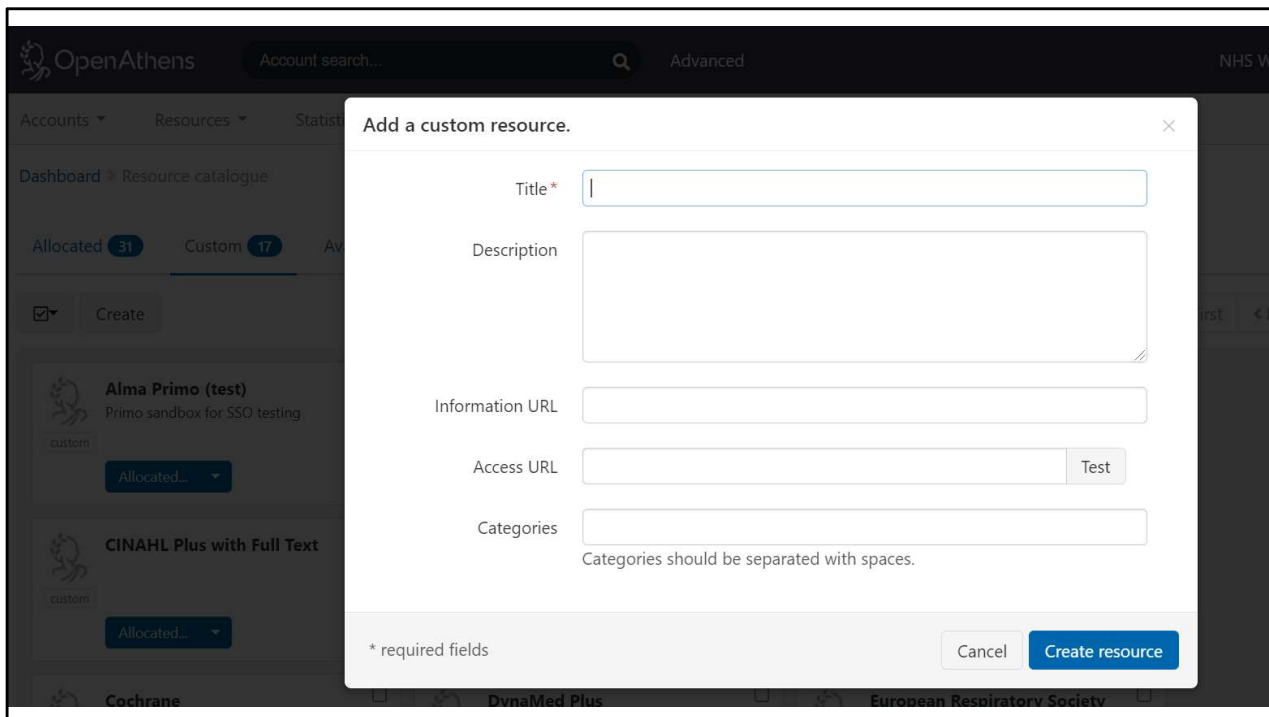 OpenAthens Account search... Advanced NHS W
Accounts Resources Statist
Dashboard » Resource catalogue
Allocated 31 Custom 17 Av
Create irst
Alma Primo (test)
Primo sandbox for SSO testing
custom
Allocated...
CINAHL Plus with Full Text
custom
Allocated...
Cochrane DynaMed Plus European Respiratory Society
Add a custom resource.
Title *
Description
Information URL
Access URL Test
Categories
Categories should be separated with spaces.
* required fields Cancel Create resource